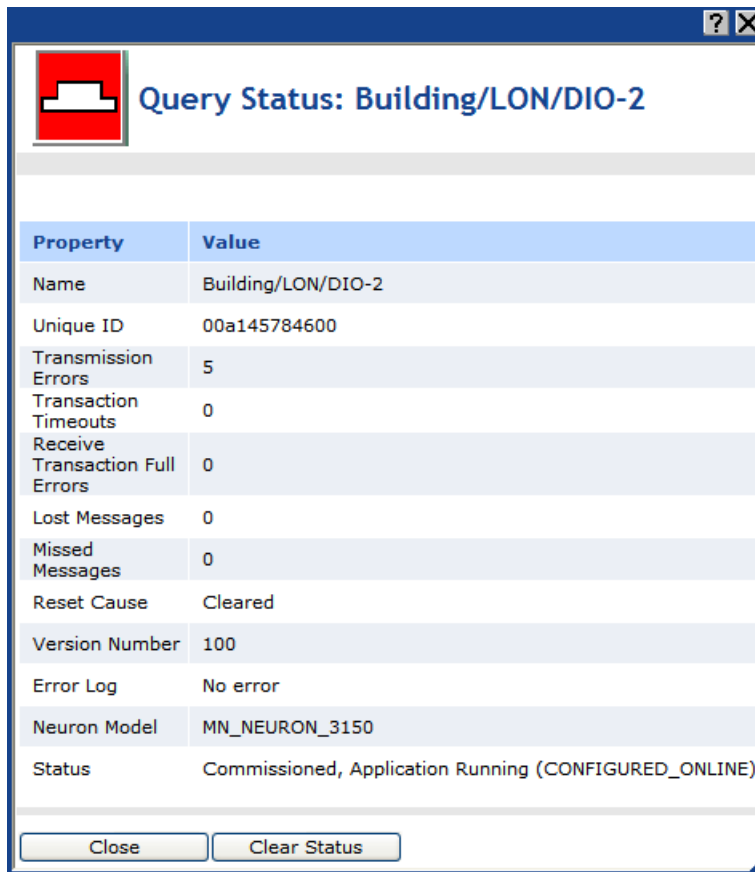 ?
Query Status: Building/LON/DIO-2
Property Value
Name Building/LON/DIO-2
Unique ID 00a145784600
Transmission
Errors 5
Transaction
Timeouts 0
Receive
Transaction Full
Errors 0
Lost Messages 0
Missed
Messages 0
Reset Cause Cleared
Version Number 100
Error Log No error
Neuron Model MN_NEURON_3150
Status Commissioned, Application Running (CONFIGURED_ONLINE)
Close Clear Status